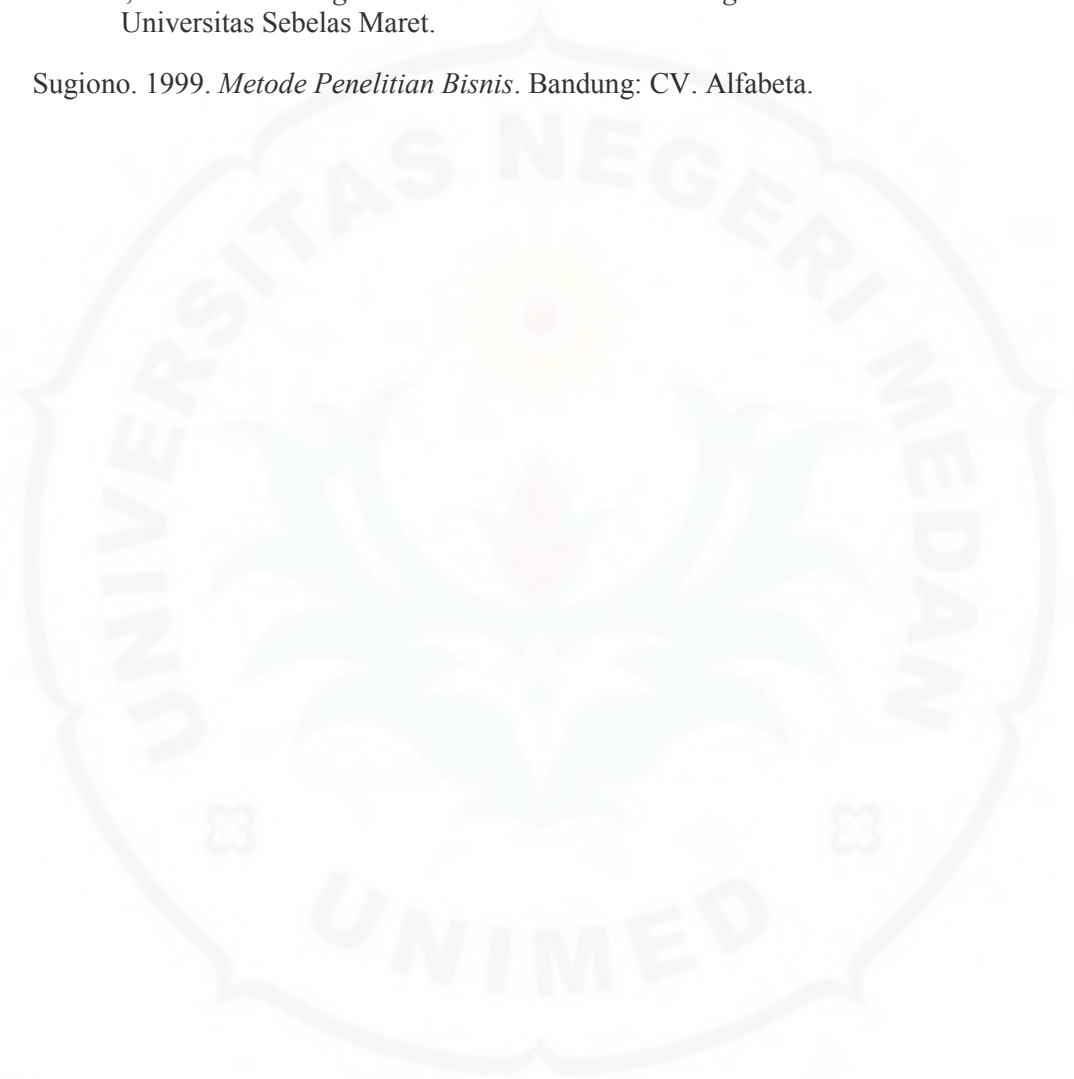 Universitas Sebelas Maret.
Sugiono. 1999. Metode Penelitian Bisnis. Bandung: CV. Alfabeta.
UNIVERSITAS NEGERI MEDAN
UNIMED